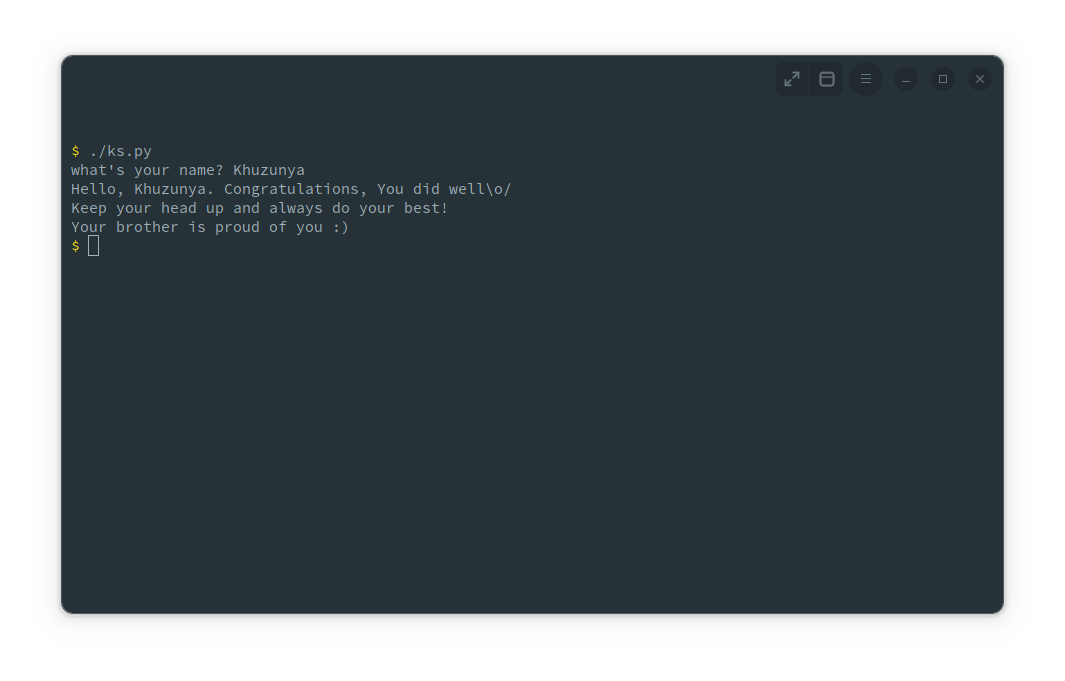 $ ./ks.py
what's your name? Khuzunya
Hello, Khuzunya. Congratulations, You did well\o/
Keep your head up and always do your best!
Your brother is proud of you :)
$